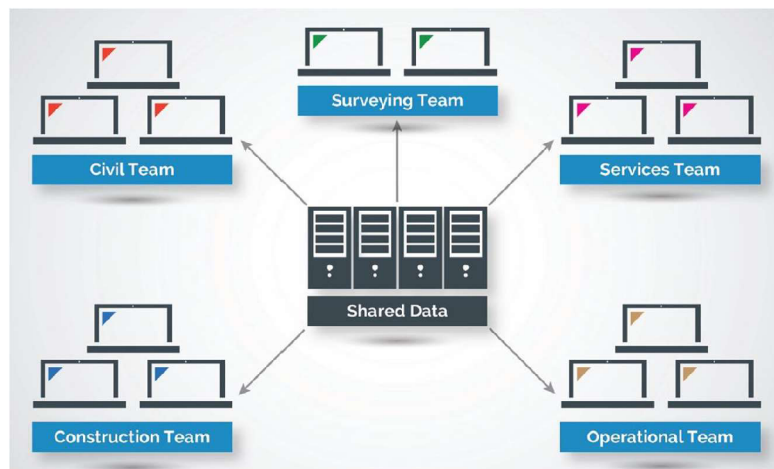 Surveying Team
Civil Team
Services Team
Shared Data
Construction Team
Operational Team